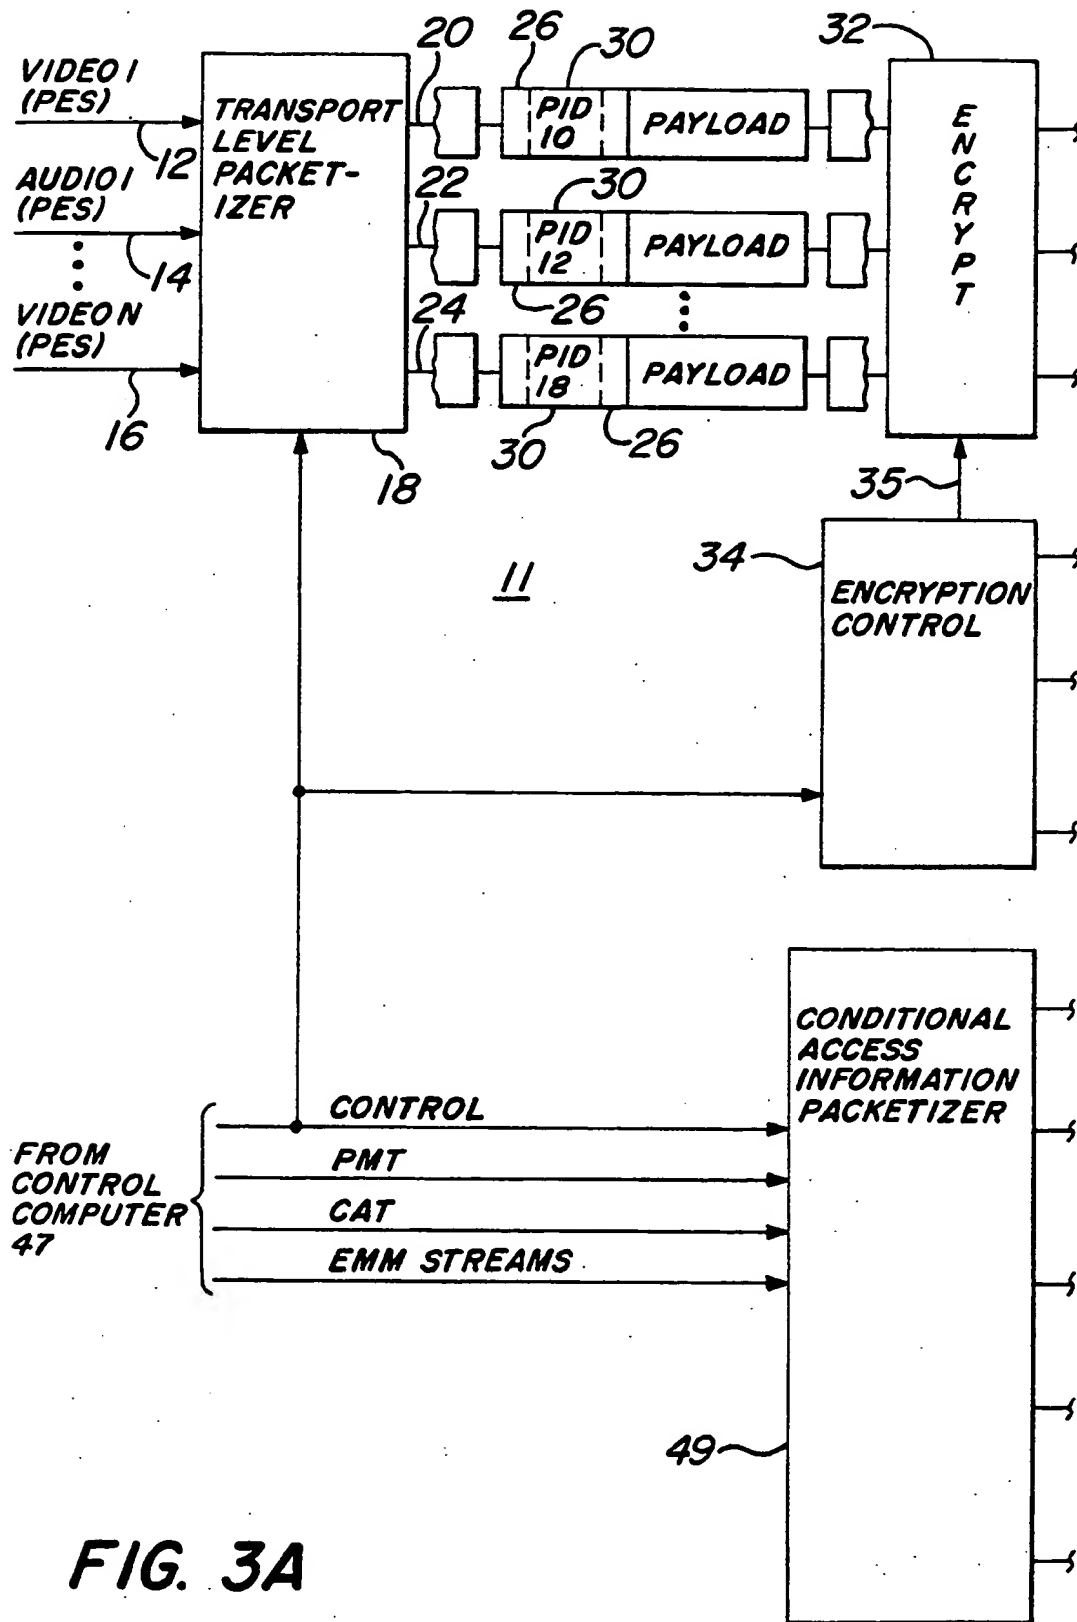 20
26
30
32
VIDEO 1
(PES)
12
AUDIO 1
(PES)
14
VIDEO N
(PES)
16
TRANSPORT
LEVEL
PACKET-
IZER
18
PID
10
PAYLOAD
22
30
PID
12
PAYLOAD
26
24
PID
18
PAYLOAD
30
26
ENCRYPT
35
34
11
ENCRYPTION
CONTROL
CONDITIONAL
ACCESS
INFORMATION
PACKETIZER
CONTROL
PMT
CAT
EMM STREAMS
FROM
CONTROL
COMPUTER
47
49
FIG. 3A